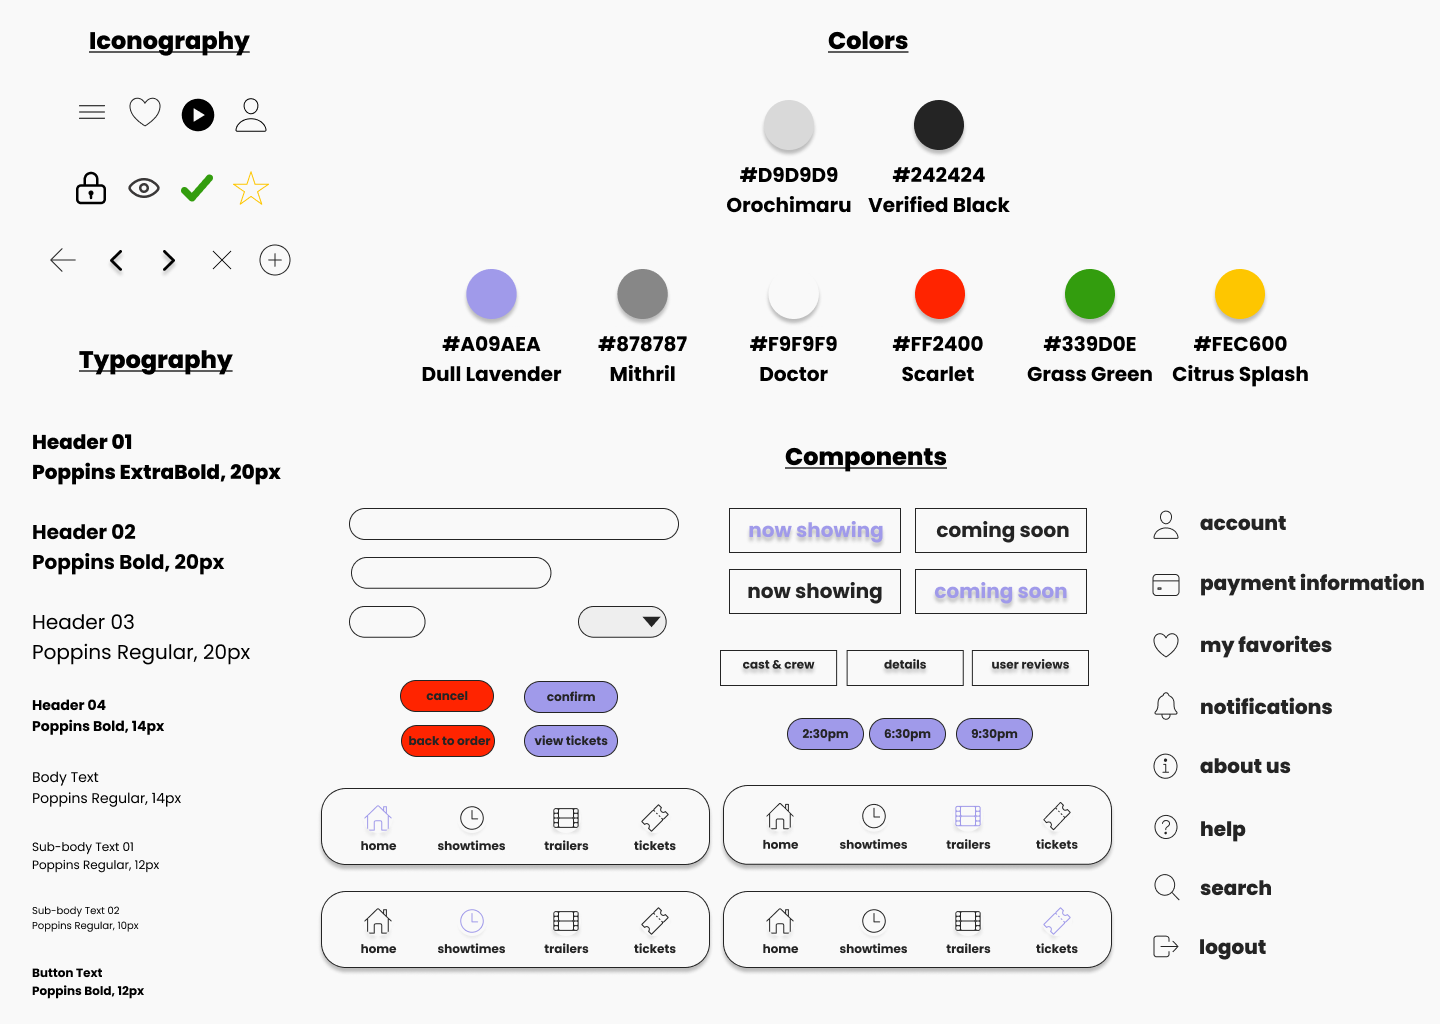 Iconography
Colors
#D9D9D9
Orochimaru
#242424
Verified Black
#A09AEA
Dull Lavender
#878787
Mithril
#F9F9F9
Doctor
#FF2400
Scarlet
#339D0E
Grass Green
#FEC600
Citrus Splash
Typography
Header 01
Poppins ExtraBold, 20px
Header 02
Poppins Bold, 20px
Header 03
Poppins Regular, 20px
Header 04
Poppins Bold, 14px
Body Text
Poppins Regular, 14px
Sub-body Text 01
Poppins Regular, 12px
Sub-body Text 02
Poppins Regular, 10px
Button Text
Poppins Bold, 12px
Components
cancel
confirm
back to order
view tickets
now showing
coming soon
now showing
coming soon
cast & crew
details
user reviews
2:30pm
6:30pm
9:30pm
home
showtimes
trailers
tickets
home
showtimes
trailers
tickets
home
showtimes
trailers
tickets
home
showtimes
trailers
tickets
account
payment information
my favorites
notifications
about us
help
search
logout